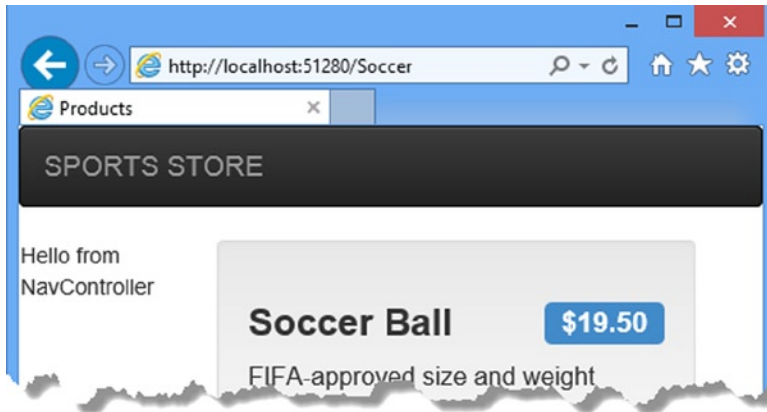 http://localhost:51280/Soccer
Products
SPORTS STORE
Hello from
NavController
Soccer Ball
$19.50
FIFA-approved size and weight